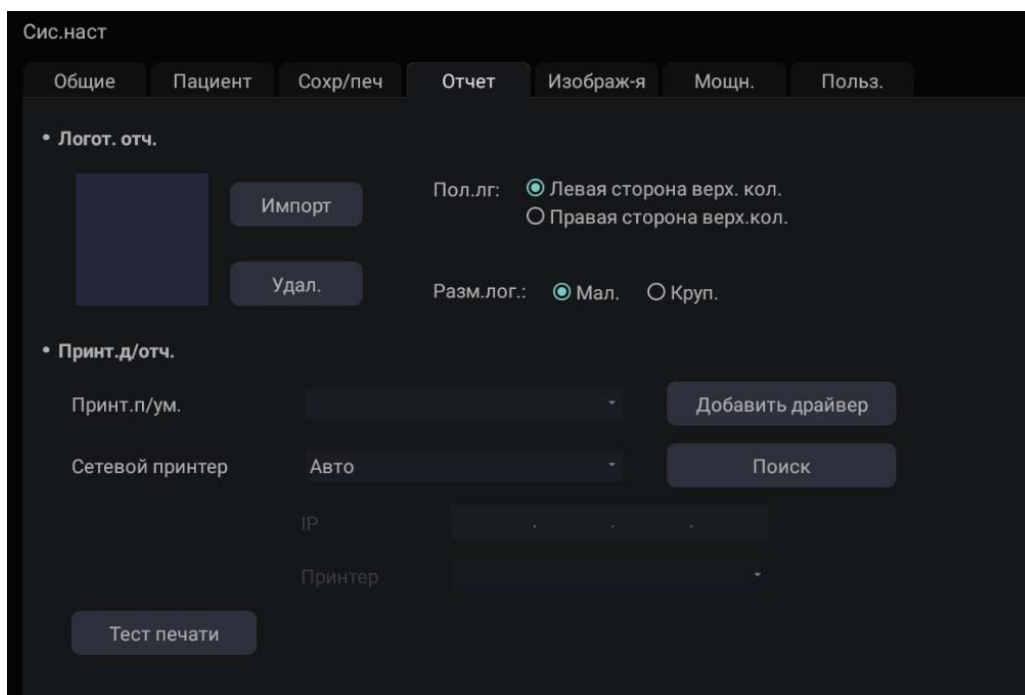 Сис.наст
Общие Пациент Сохр/печ Отчет Изображ-я Мощн. Польз.
• Логот. отч.
Импорт
Пол.лг: Левая сторона верх. кол.
Правая сторона верх.кол.
Удал.
Разм.лог.: Мал. Круп.
• Принт.д/отч.
Принт.п/ум. Добавить драйвер
Сетевой принтер Авто Поиск
IP . . .
Принтер
Тест печати